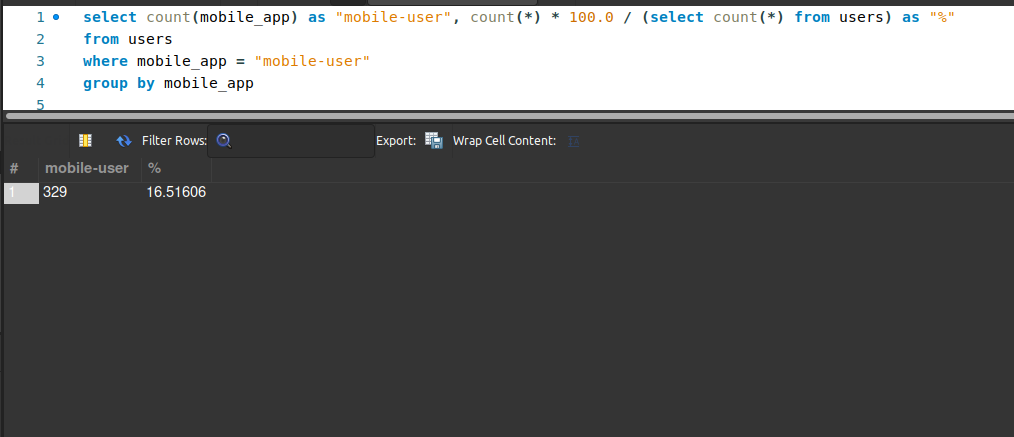 1 select count(mobile_app) as "mobile-user", count(*) * 100.0 / (select count(*) from users) as "%"
2 from users
3 where mobile_app = "mobile-user"
4 group by mobile_app
5
Filter Rows: Export: Wrap Cell Content:
# mobile-user %
1 329 16.51606